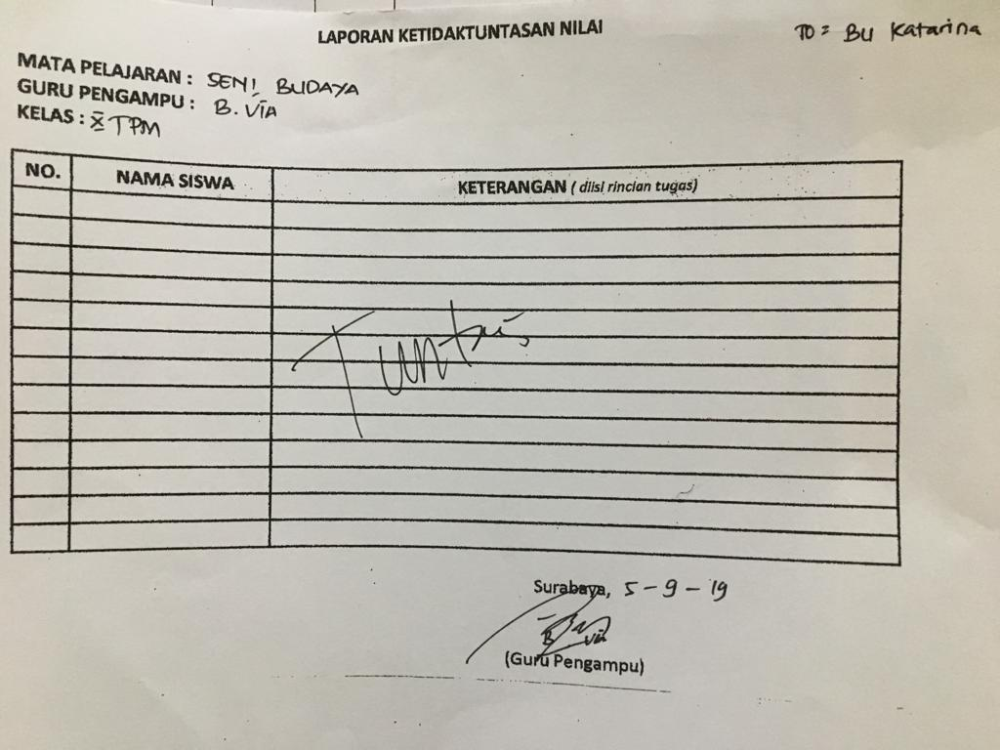 LAPORAN KETIDAKTUNTASAN NILAI
TO = BU Katarina
MATA PELAJARAN : SENI BUDAYA
GURU PENGAMPU : B. VIA
KELAS : X TPM
NO. NAMA SISWA KETERANGAN ( diisi rincian tugas)
Tuntas
Surabaya, 5-9-19
B. Via
(Guru Pengampu)